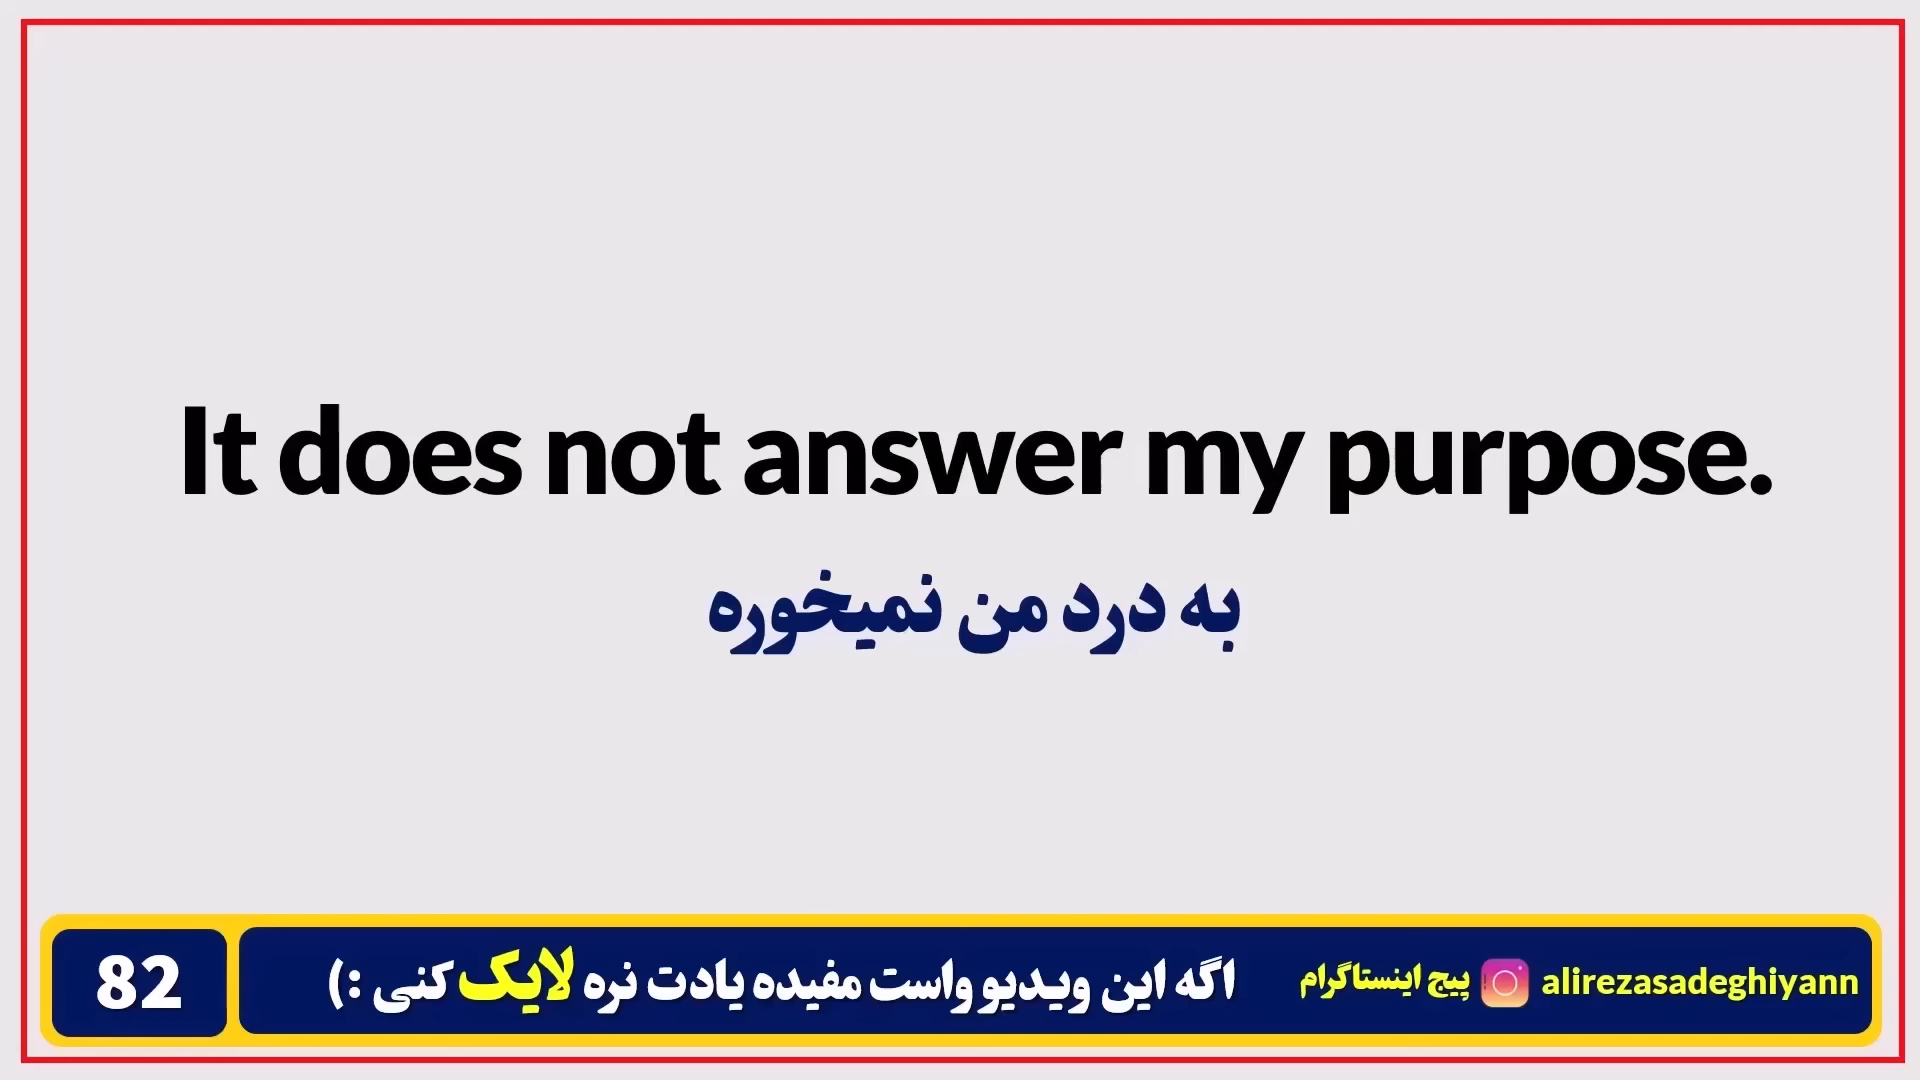 It does not answer my purpose.
به درد من نمیخوره
82
اگه این ویدیو واست مفیده یادت نره لایک کنی :)
پیج اینستاگرام alirezasadeghiyann